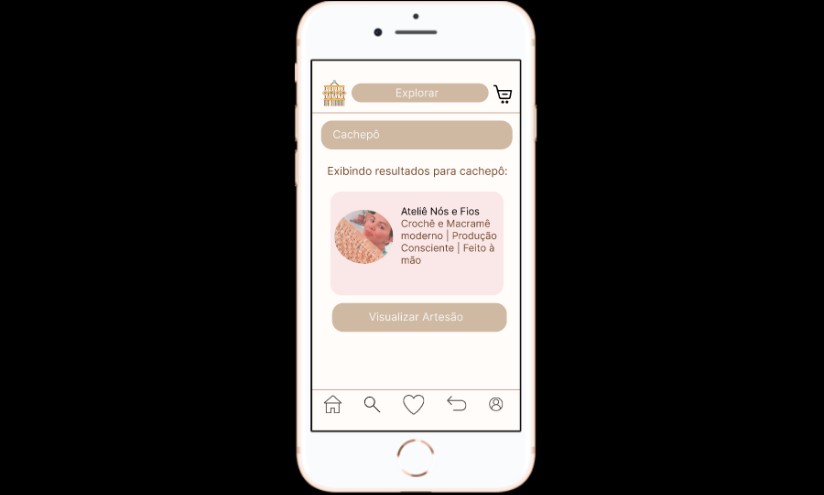 Explorar
Cachepô
Exibindo resultados para cachepô:
Ateliê Nós e Fios
Crochê e Macramê
moderno | Produção
Consciente | Feito à
mão
Visualizar Artesão